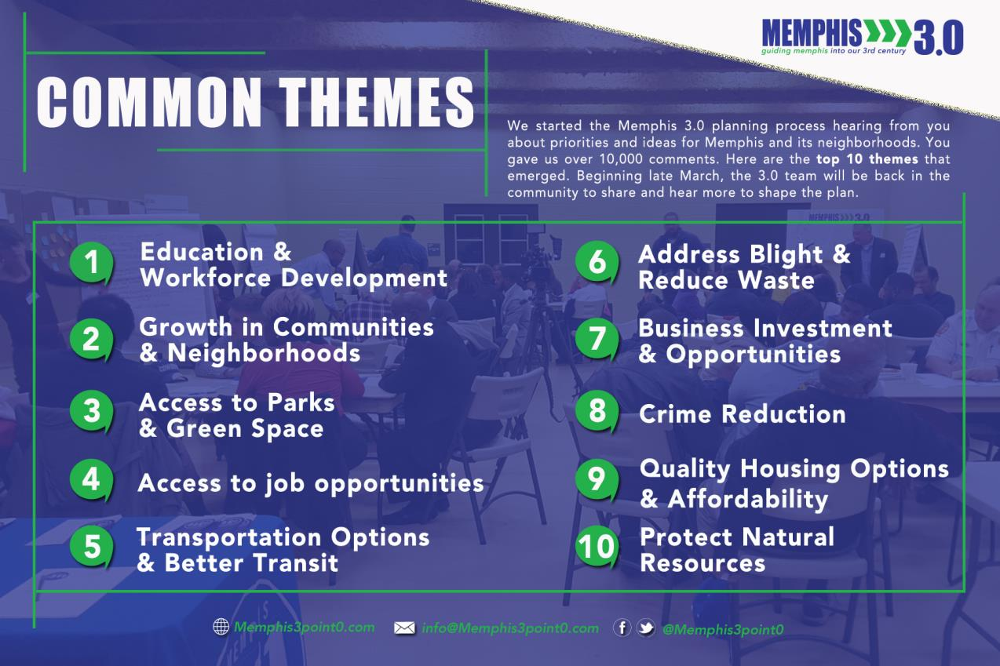 MEMPHIS 3.0
guiding memphis into our 3rd century
COMMON THEMES
We started the Memphis 3.0 planning process hearing from you
about priorities and ideas for Memphis and its neighborhoods. You
gave us over 10,000 comments. Here are the top 10 themes that
emerged. Beginning late March, the 3.0 team will be back in the
community to share and hear more to shape the plan.
MEMPHIS 3.0
1 Education &
Workforce Development
2 Growth in Communities
& Neighborhoods
3 Access to Parks
& Green Space
4 Access to job opportunities
5 Transportation Options
& Better Transit
6 Address Blight &
Reduce Waste
7 Business Investment
& Opportunities
8 Crime Reduction
9 Quality Housing Options
& Affordability
10 Protect Natural
Resources
Memphis3point0.com info@Memphis3point0.com @Memphis3point0